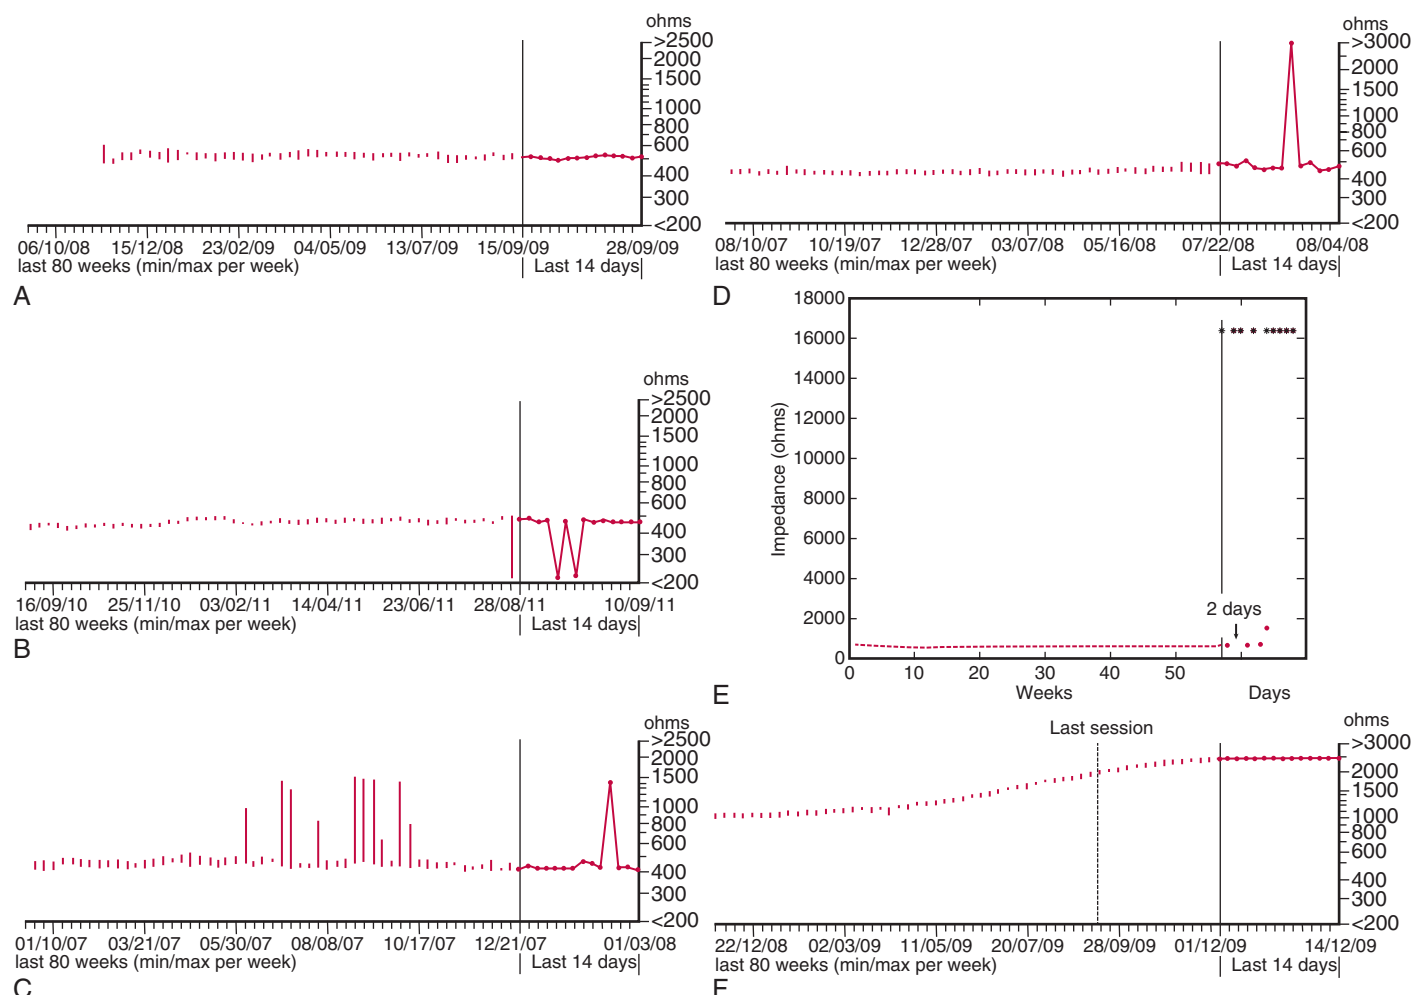 ohms
>2500
2000
1500
1000
800
600
400
300
<200
06/10/08 15/12/08 23/02/09 04/05/09 13/07/09 15/09/09 28/09/09
last 80 weeks (min/max per week) Last 14 days
A
ohms
>2500
2000
1500
1000
800
600
400
300
<200
16/09/10 25/11/10 03/02/11 14/04/11 23/06/11 28/08/11 10/09/11
last 80 weeks (min/max per week) Last 14 days
B
ohms
>2500
2000
1500
1000
800
600
400
300
<200
01/10/07 03/21/07 05/30/07 08/08/07 10/17/07 12/21/07 01/03/08
last 80 weeks (min/max per week) Last 14 days
C
ohms
>3000
2000
1500
1000
800
600
400
300
<200
08/10/07 10/19/07 12/28/07 03/07/08 05/16/08 07/22/08 08/04/08
last 80 weeks (min/max per week) Last 14 days
D
18000
16000
14000
12000
10000
8000
6000
4000
2000
0
Impedance (ohms)
2 days
0 10 20 30 40 50
Weeks Days
E
Last session
ohms
>3000
2000
1500
1000
800
600
400
300
<200
22/12/08 02/03/09 11/05/09 20/07/09 28/09/09 01/12/09 14/12/09
last 80 weeks (min/max per week) Last 14 days
F